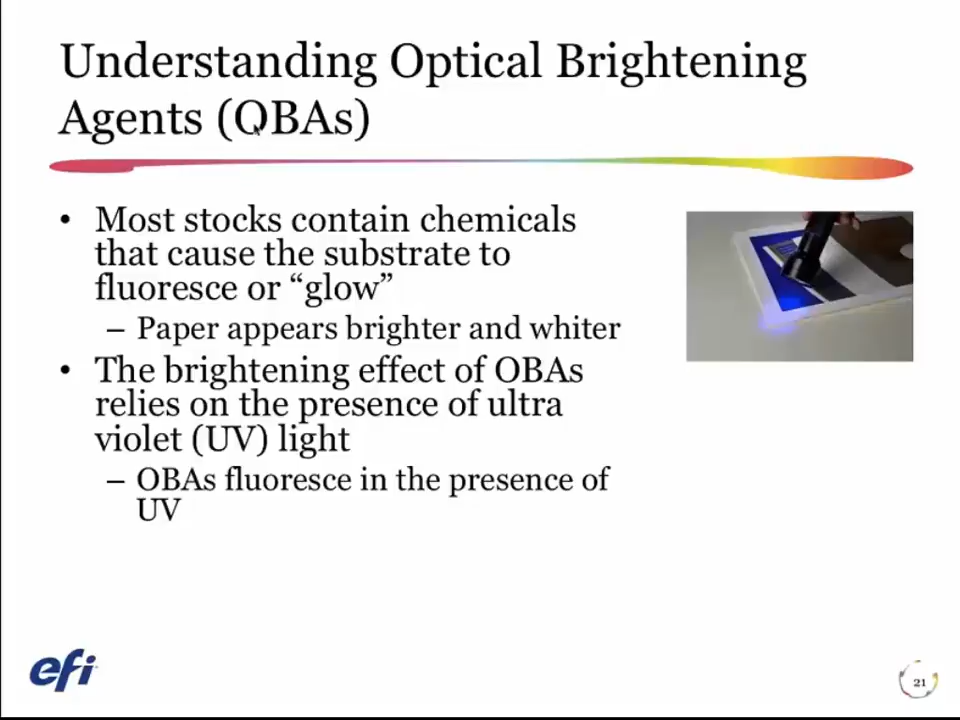 Understanding Optical Brightening
Agents (OBAs)
• Most stocks contain chemicals
that cause the substrate to
fluoresce or “glow”
– Paper appears brighter and whiter
• The brightening effect of OBAs
relies on the presence of ultra
violet (UV) light
– OBAs fluoresce in the presence of
UV
efi
21